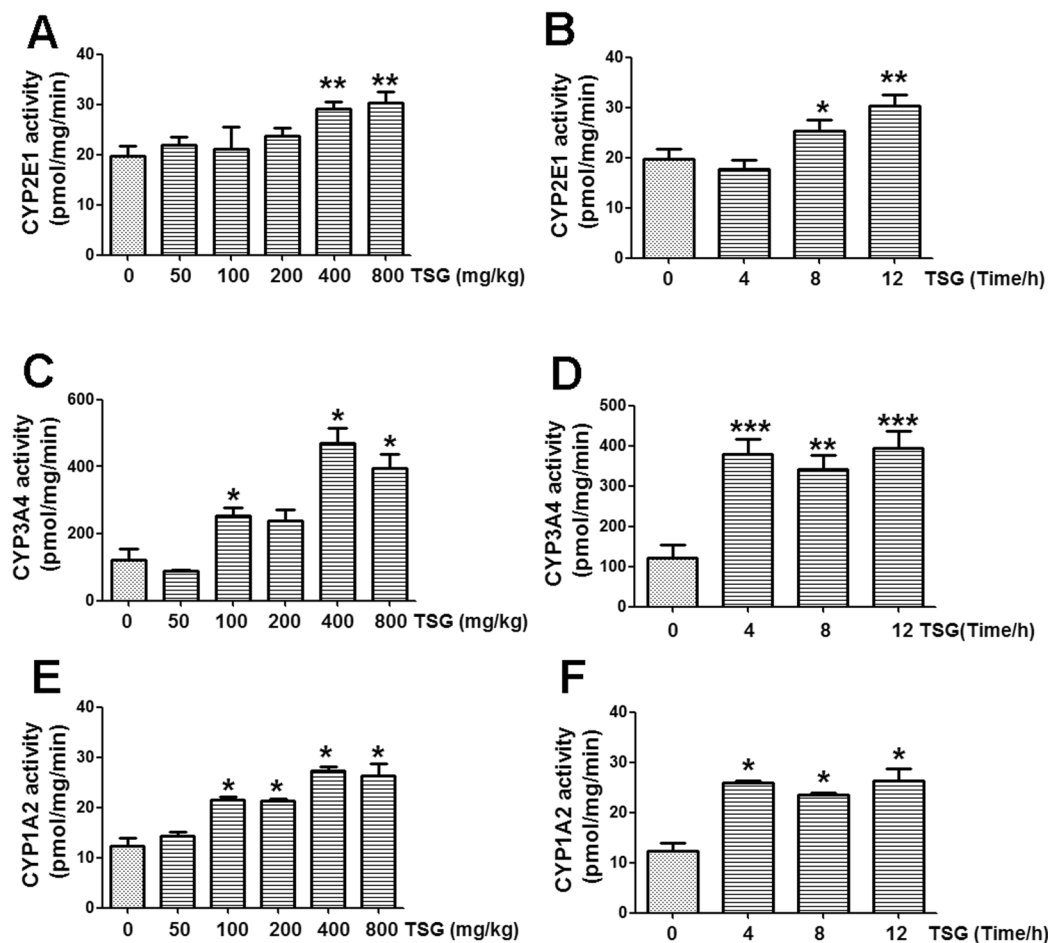 A
CYP2E1 activity
(pmol/mg/min)
40
30
20
10
0
** **
0 50 100 200 400 800 TSG (mg/kg)
B
CYP2E1 activity
(pmol/mg/min)
40
30
20
10
0
* **
0 4 8 12 TSG (Time/h)
C
CYP3A4 activity
(pmol/mg/min)
600
400
200
0
* * *
0 50 100 200 400 800 TSG (mg/kg)
D
CYP3A4 activity
(pmol/mg/min)
500
400
300
200
100
0
*** ** ***
0 4 8 12 TSG(Time/h)
E
CYP1A2 activity
(pmol/mg/min)
40
30
20
10
0
* * * *
0 50 100 200 400 800 TSG (mg/kg)
F
CYP1A2 activity
(pmol/mg/min)
40
30
20
10
0
* * *
0 4 8 12 TSG (Time/h)